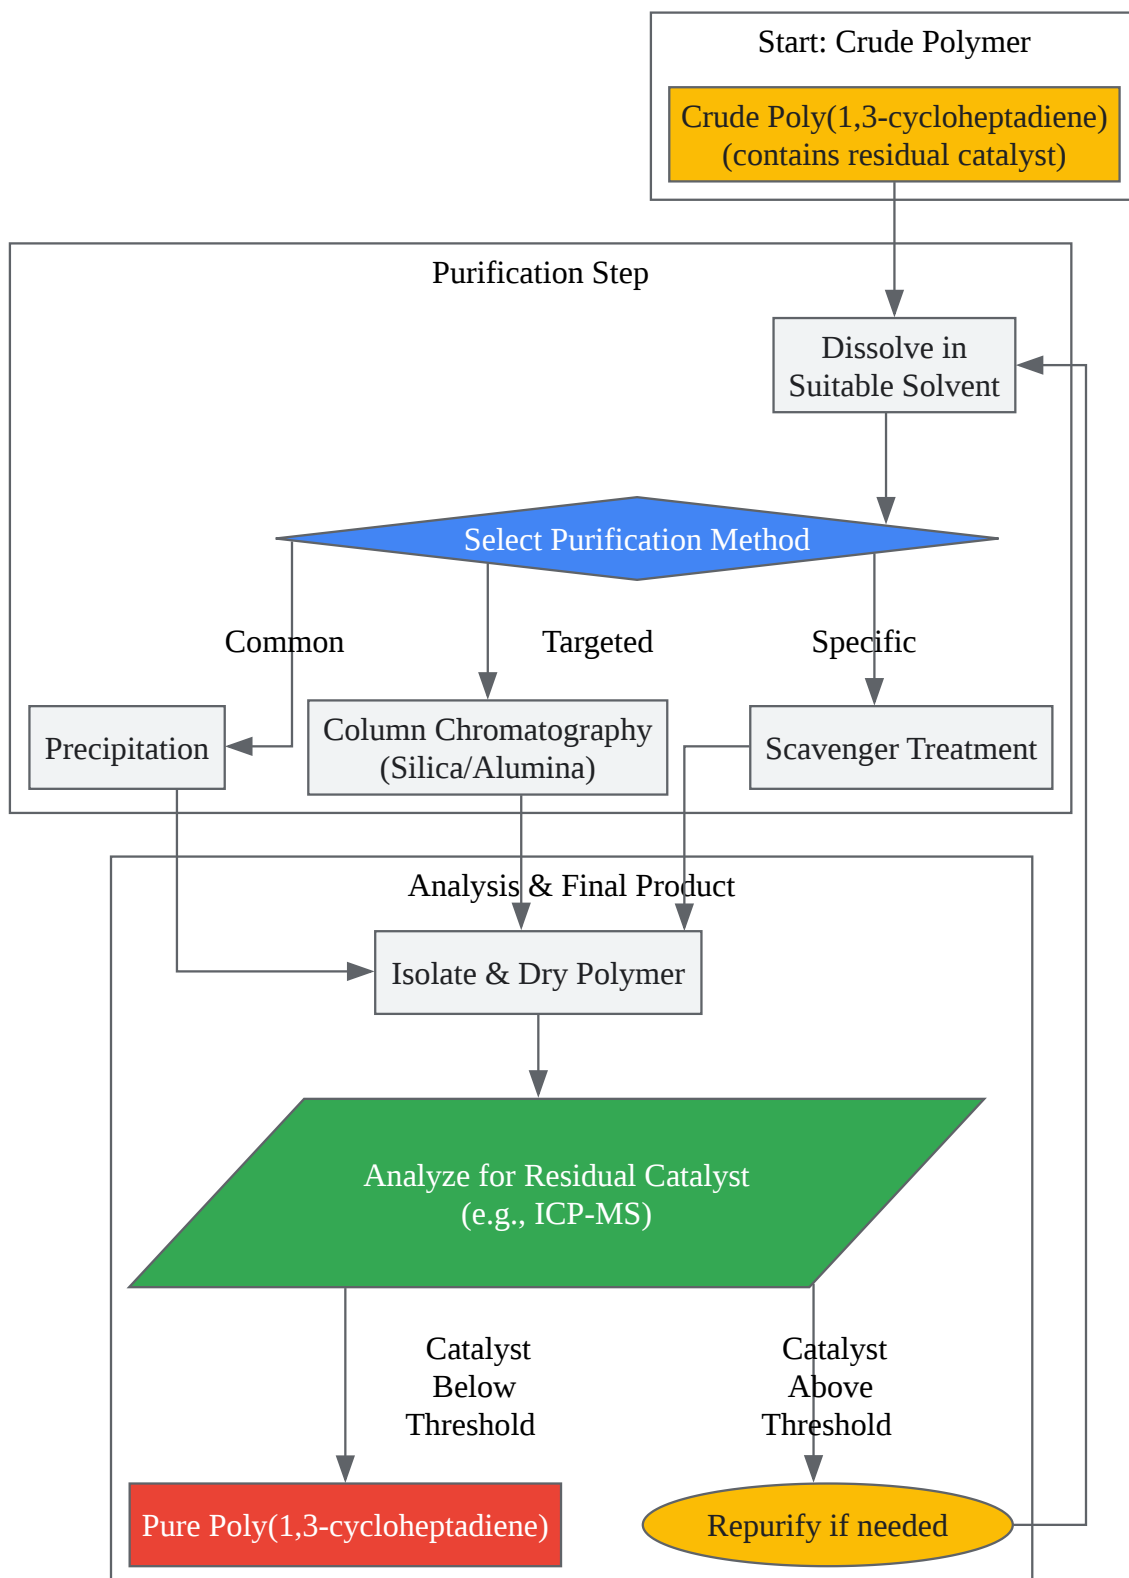 Start: Crude Polymer
Crude Poly(1,3-cycloheptadiene)
(contains residual catalyst)
Purification Step
Dissolve in
Suitable Solvent
Select Purification Method
Common
Targeted
Specific
Precipitation
Column Chromatography
(Silica/Alumina)
Scavenger Treatment
Analysis & Final Product
Isolate & Dry Polymer
Analyze for Residual Catalyst
(e.g., ICP-MS)
Catalyst
Below
Threshold
Catalyst
Above
Threshold
Pure Poly(1,3-cycloheptadiene)
Repurify if needed